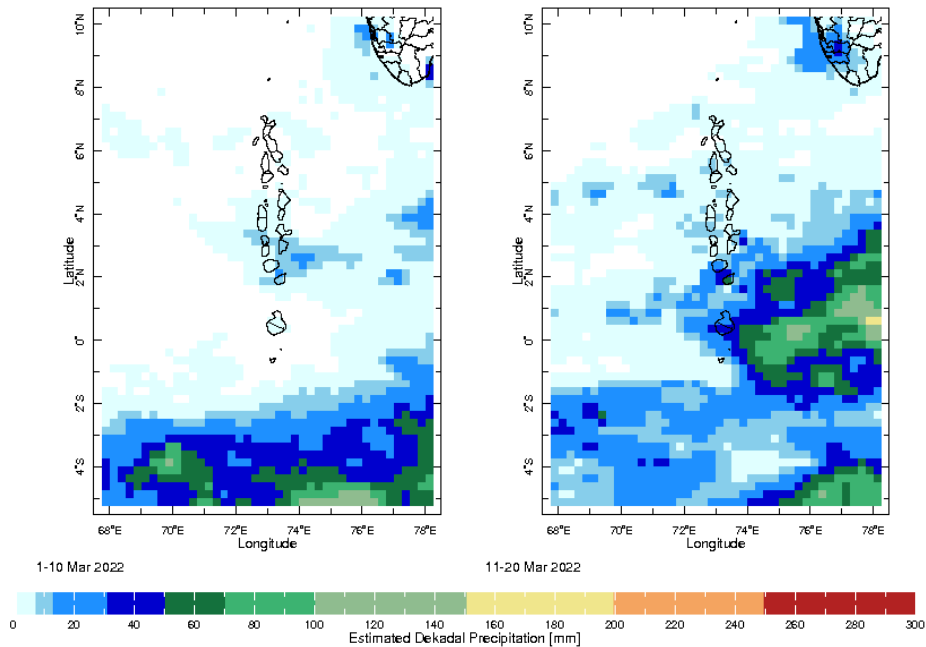 10°N
8°N
6°N
4°N
2°N
0°
2°S
4°S
Latitude
68°E 70°E 72°E 74°E 76°E 78°E
Longitude
10°N
8°N
6°N
4°N
2°N
0°
2°S
4°S
Latitude
68°E 70°E 72°E 74°E 76°E 78°E
Longitude
1-10 Mar 2022
11-20 Mar 2022
0 20 40 60 80 100 120 140 160 180 200 220 240 260 280 300
Estimated Dekadal Precipitation [mm]